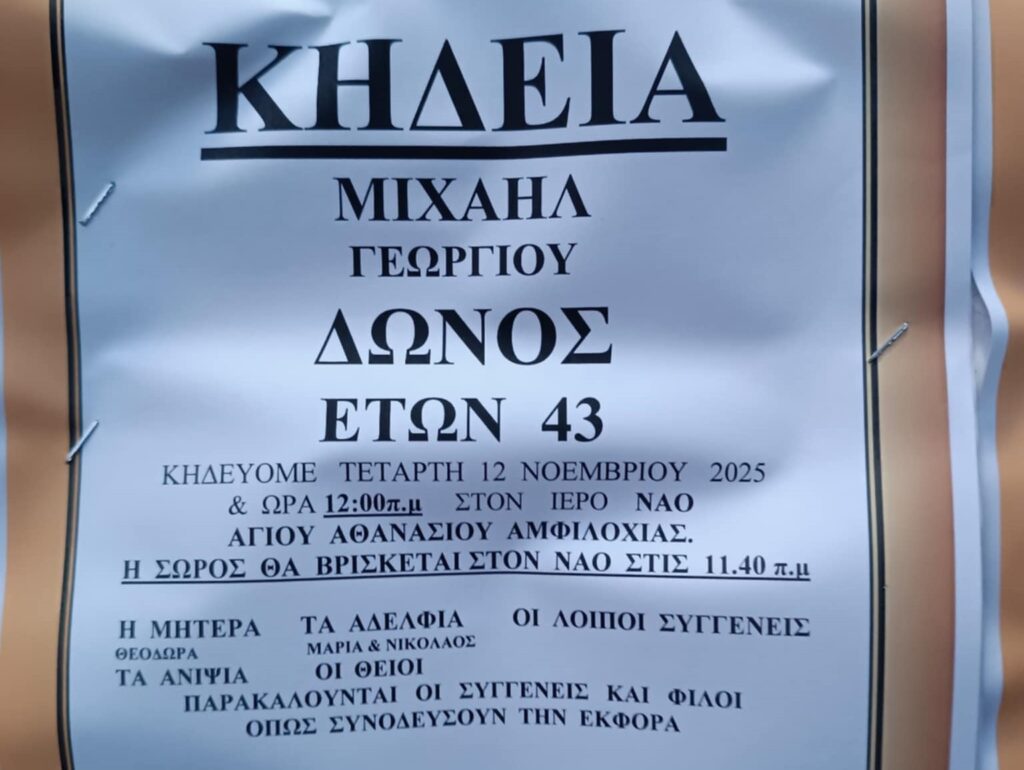 ΚΗΔΕΙΑ
ΜΙΧΑΗΛ
ΓΕΩΡΓΙΟΥ
ΔΩΝΟΣ
ΕΤΩΝ 43
ΚΗΔΕΥΟΜΕ ΤΕΤΑΡΤΗ 12 ΝΟΕΜΒΡΙΟΥ 2025
& ΩΡΑ 12:00π.μ ΣΤΟΝ ΙΕΡΟ ΝΑΟ
ΑΓΙΟΥ ΑΘΑΝΑΣΙΟΥ ΑΜΦΙΛΟΧΙΑΣ.
Η ΣΩΡΟΣ ΘΑ ΒΡΙΣΚΕΤΑΙ ΣΤΟΝ ΝΑΟ ΣΤΙΣ 11.40 π.μ
Η ΜΗΤΕΡΑ ΤΑ ΑΔΕΛΦΙΑ ΟΙ ΛΟΙΠΟΙ ΣΥΓΓΕΝΕΙΣ
ΘΕΟΔΩΡΑ ΜΑΡΙΑ & ΝΙΚΟΛΑΟΣ
ΤΑ ΑΝΙΨΙΑ ΟΙ ΘΕΙΟΙ
ΠΑΡΑΚΑΛΟΥΝΤΑΙ ΟΙ ΣΥΓΓΕΝΕΙΣ ΚΑΙ ΦΙΛΟΙ
ΟΠΩΣ ΣΥΝΟΔΕΥΣΟΥΝ ΤΗΝ ΕΚΦΟΡΑ